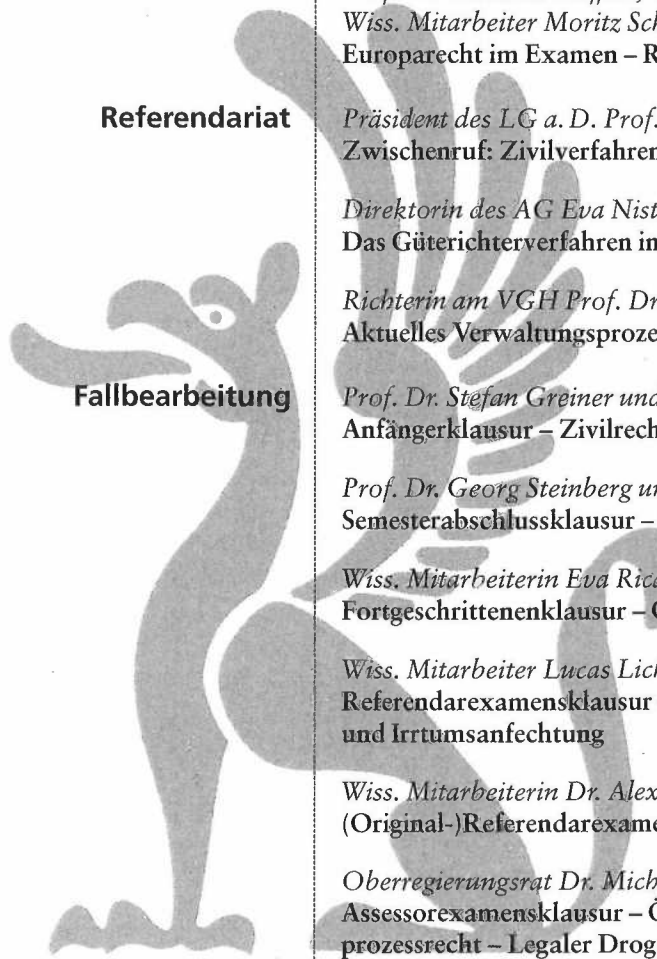 Wiss. Mitarbeiter Moritz Sch
Europarecht im Examen – R
Referendariat
Präsident des LG a. D. Prof.
Zwischenruf: Zivilverfahren
Direktorin des AG Eva Nist
Das Güterichterverfahren in
Richterin am VGH Prof. Dr
Aktuelles Verwaltungsproze
Fallbearbeitung
Prof. Dr. Stefan Greiner und
Anfängerklausur – Zivilrech
Prof. Dr. Georg Steinberg un
Semesterabschlussklausur –
Wiss. Mitarbeiterin Eva Rica
Fortgeschrittenenklausur –
Wiss. Mitarbeiter Lucas Lich
Referendarexamensklausur
und Irrtumsanfechtung
Wiss. Mitarbeiterin Dr. Alex
(Original-)Referendarexame
Oberregierungsrat Dr. Mich
Assessorexamensklausur – Ö
prozessrecht – Legaler Drog